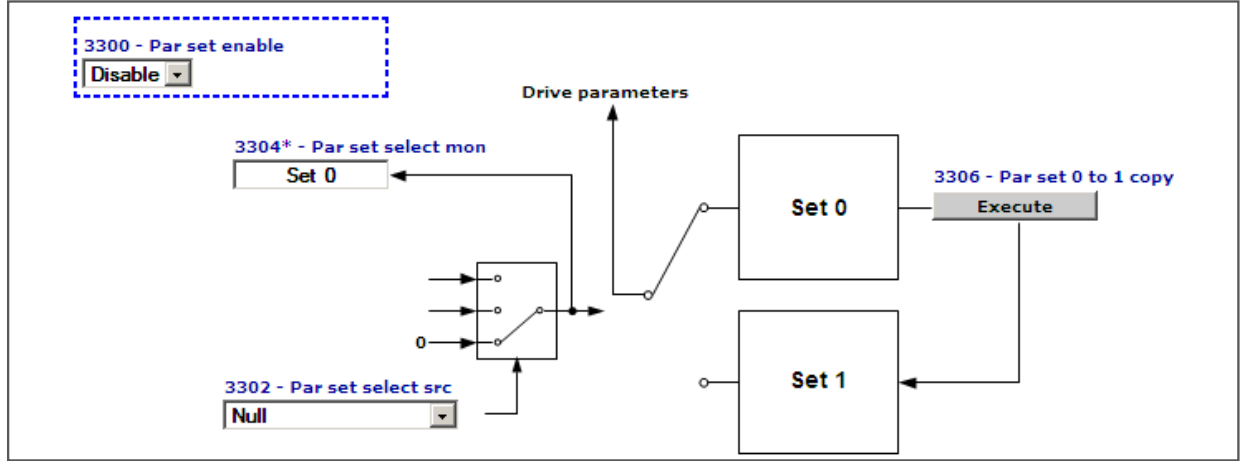 3300 - Par set enable
Disable
Drive parameters
3304* - Par set select mon
Set 0
Set 0
3306 - Par set 0 to 1 copy
Execute
0
3302 - Par set select src
Null
Set 1